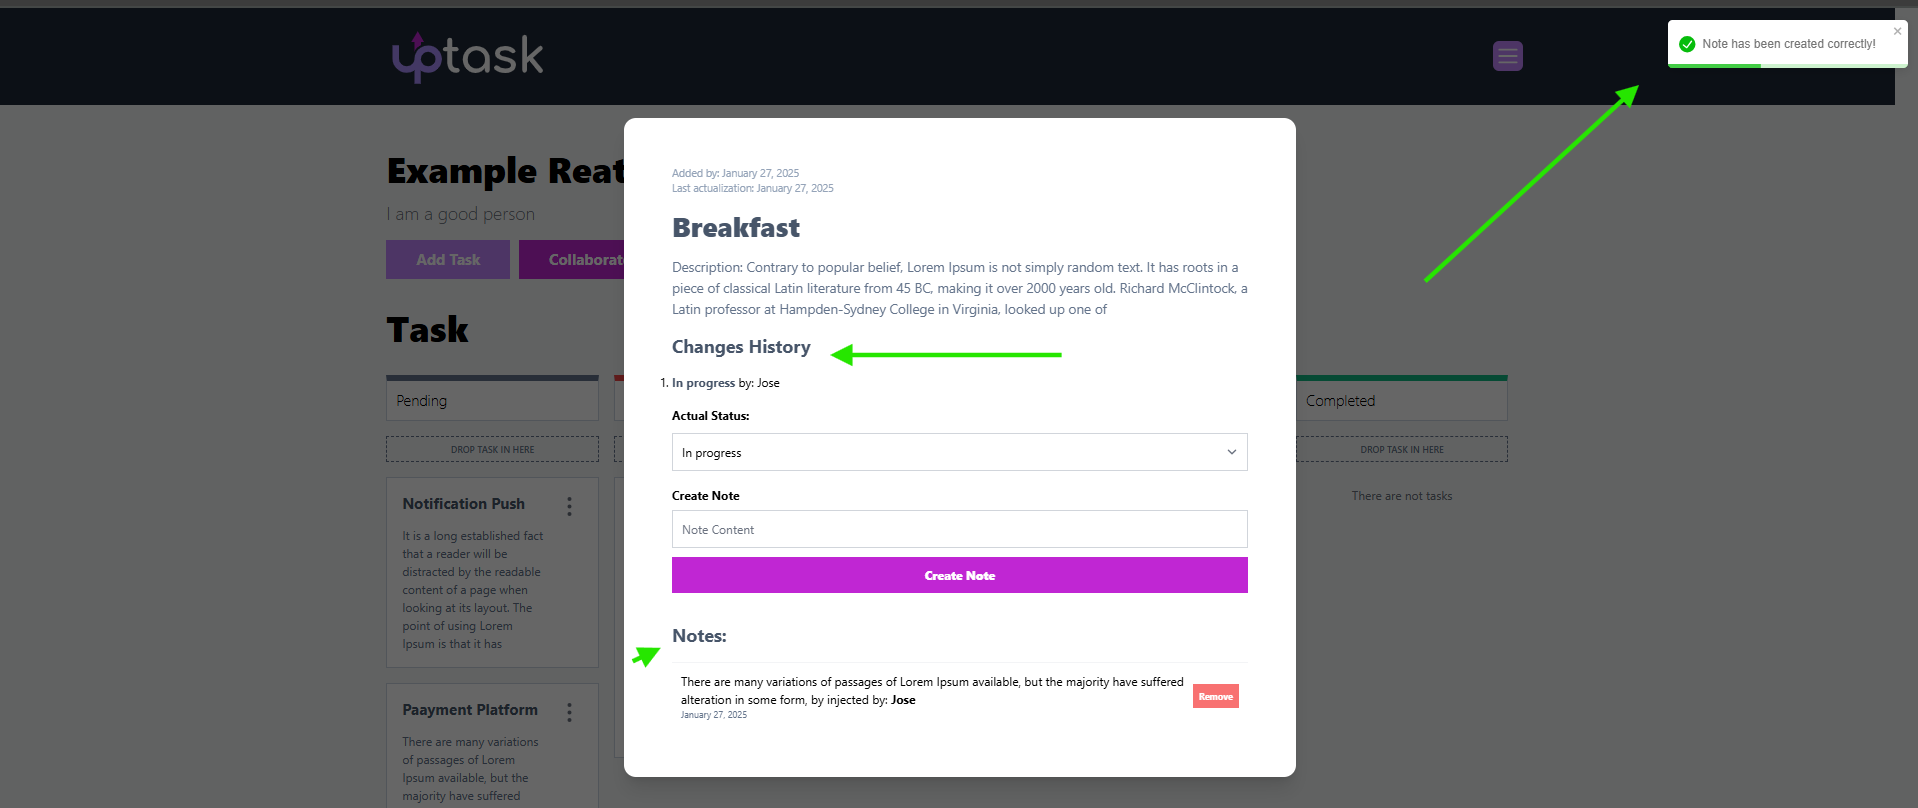 uptask
Note has been created correctly!
Example Reat
I am a good person
Add Task
Collaborat
Task
Pending
DROP TASK IN HERE
Notification Push
It is a long established fact
that a reader will be
distracted by the readable
content of a page when
looking at its layout. The
point of using Lorem
Ipsum is that it has
Paayment Platform
There are many variations
of passages of Lorem
Ipsum available, but the
majority have suffered
Added by: January 27, 2025
Last actualization: January 27, 2025
Breakfast
Description: Contrary to popular belief, Lorem Ipsum is not simply random text. It has roots in a
piece of classical Latin literature from 45 BC, making it over 2000 years old. Richard McClintock, a
Latin professor at Hampden-Sydney College in Virginia, looked up one of
Changes History
1. In progress by: Jose
Actual Status:
In progress
Create Note
Note Content
Create Note
Notes:
There are many variations of passages of Lorem Ipsum available, but the majority have suffered
alteration in some form, by injected by: Jose
January 27, 2025
Remove
Completed
DROP TASK IN HERE
There are not tasks